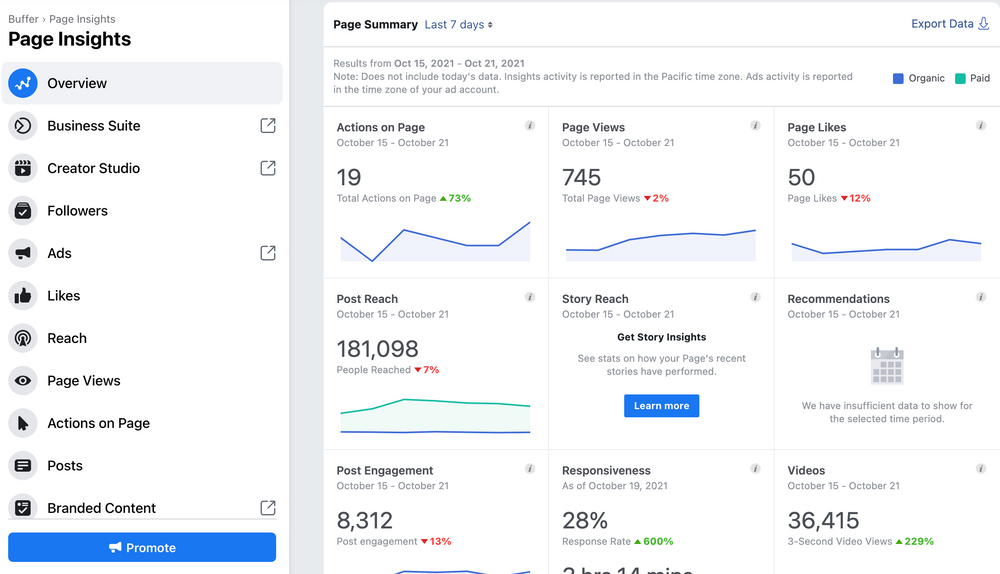 Buffer › Page Insights
Page Insights
Overview
Business Suite
Creator Studio
Followers
Ads
Likes
Reach
Page Views
Actions on Page
Posts
Branded Content
Promote
Page Summary Last 7 days
Export Data
Results from Oct 15, 2021 - Oct 21, 2021
Note: Does not include today's data. Insights activity is reported in the Pacific time zone. Ads activity is reported
in the time zone of your ad account.
Organic Paid
Actions on Page
October 15 - October 21
19
Total Actions on Page ▲73%
Page Views
October 15 - October 21
745
Total Page Views ▼2%
Page Likes
October 15 - October 21
50
Page Likes ▼12%
Post Reach
October 15 - October 21
181,098
People Reached ▼7%
Story Reach
October 15 - October 21
Get Story Insights
See stats on how your Page's recent
stories have performed.
Learn more
Recommendations
October 15 - October 21
We have insufficient data to show for
the selected time period.
Post Engagement
October 15 - October 21
8,312
Post engagement ▼13%
Responsiveness
As of October 19, 2021
28%
Response Rate ▲600%
2 hrs 14 mins
Videos
October 15 - October 21
36,415
3-Second Video Views ▲229%